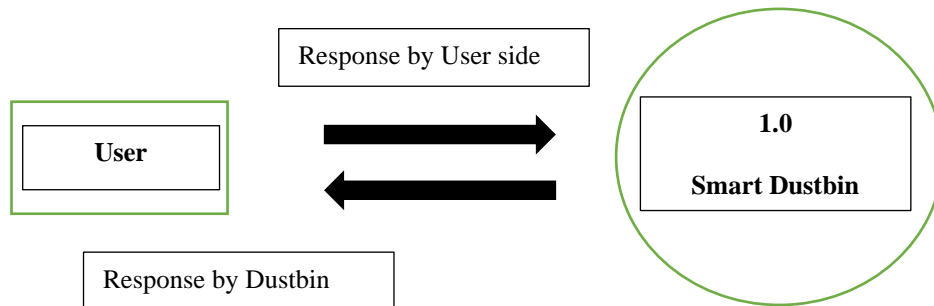 Response by User side
User
1.0
Smart Dustbin
Response by Dustbin